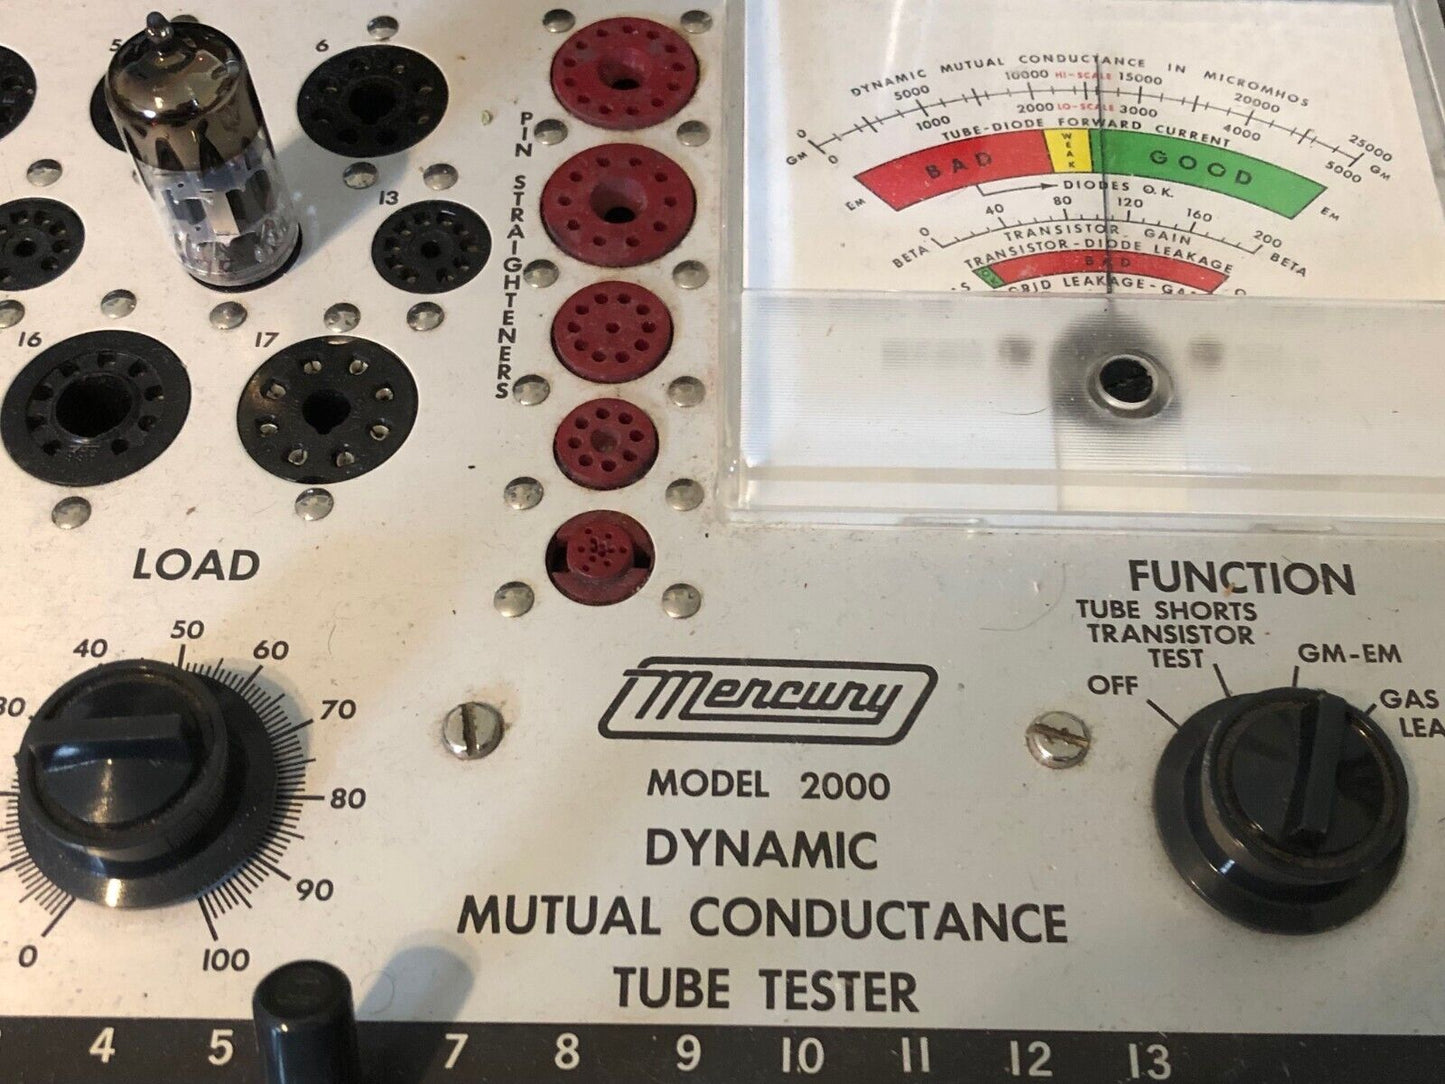 5
6
13
16
17
PIN STRAIGHTENERS
DYNAMIC MUTUAL CONDUCTANCE IN MICROMHOS
0 5000 10000 HI-SCALE 15000 20000 25000
GM GM
0 1000 2000 LO-SCALE 3000 4000 5000
TUBE-DIODE FORWARD CURRENT
BAD WEAK GOOD
EM EM
DIODES O.K.
0 40 80 120 160 200
BETA TRANSISTOR GAIN BETA
TRANSISTOR-DIODE LEAKAGE
BAD
LEAKAGE-
LOAD
0 30 40 50 60 70 80 90 100
FUNCTION
OFF
TUBE SHORTS
TRANSISTOR
TEST
GM-EM
GAS
LEA
Mercury
MODEL 2000
DYNAMIC
MUTUAL CONDUCTANCE
TUBE TESTER
4 5 7 8 9 10 11 12 13